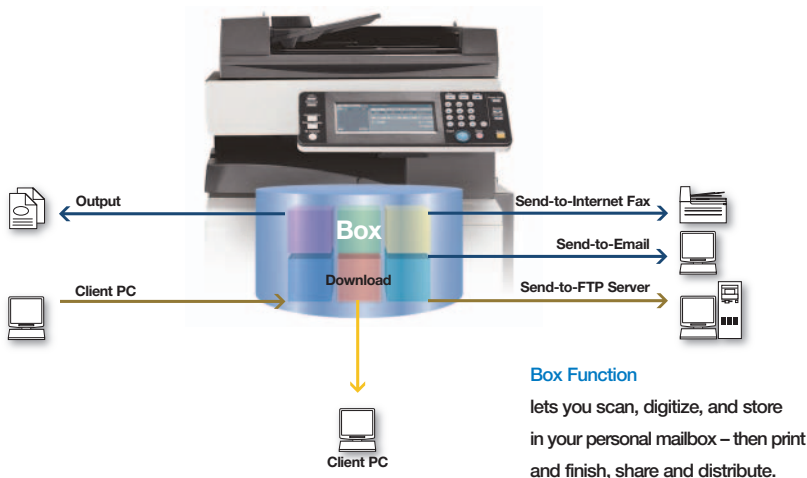 Output
Send-to-Internet Fax
Box
Send-to-Email
Download
Client PC
Send-to-FTP Server
Client PC
Box Function
lets you scan, digitize, and store
in your personal mailbox – then print
and finish, share and distribute.